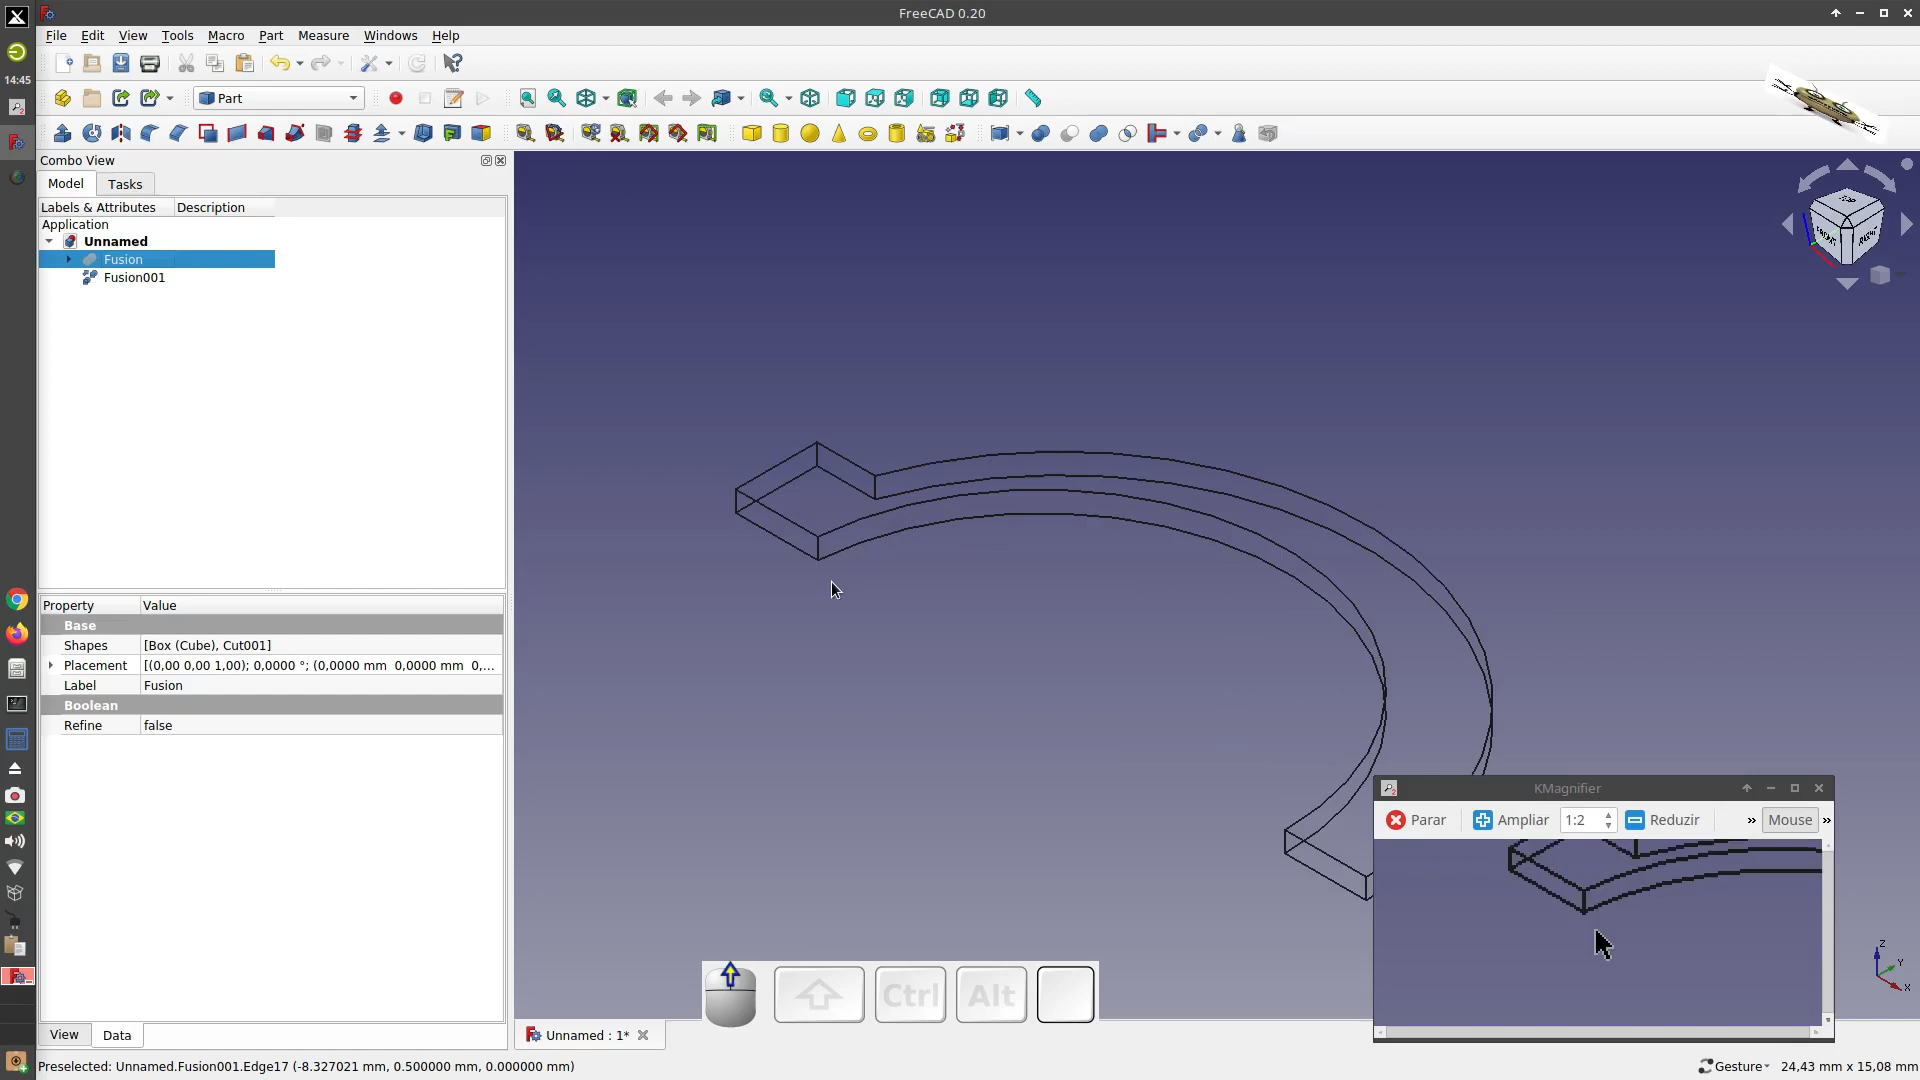 FreeCAD 0.20
File Edit View Tools Macro Part Measure Windows Help
14:45
Part
Combo View
Model Tasks
Labels & Attributes Description
Application
Unnamed
Fusion
Fusion001
TOP
FRONT RIGHT
Property Value
Base
Shapes [Box (Cube), Cut001]
Placement [(0,00 0,00 1,00); 0,0000 °; (0,0000 mm 0,0000 mm 0,...
Label Fusion
Boolean
Refine false
KMagnifier
Parar Ampliar 1:2 Reduzir » Mouse »
Z
Y
X
Ctrl Alt
View Data
Unnamed : 1*
Preselected: Unnamed.Fusion001.Edge17 (-8.327021 mm, 0.500000 mm, 0.000000 mm)
Gesture 24,43 mm x 15,08 mm